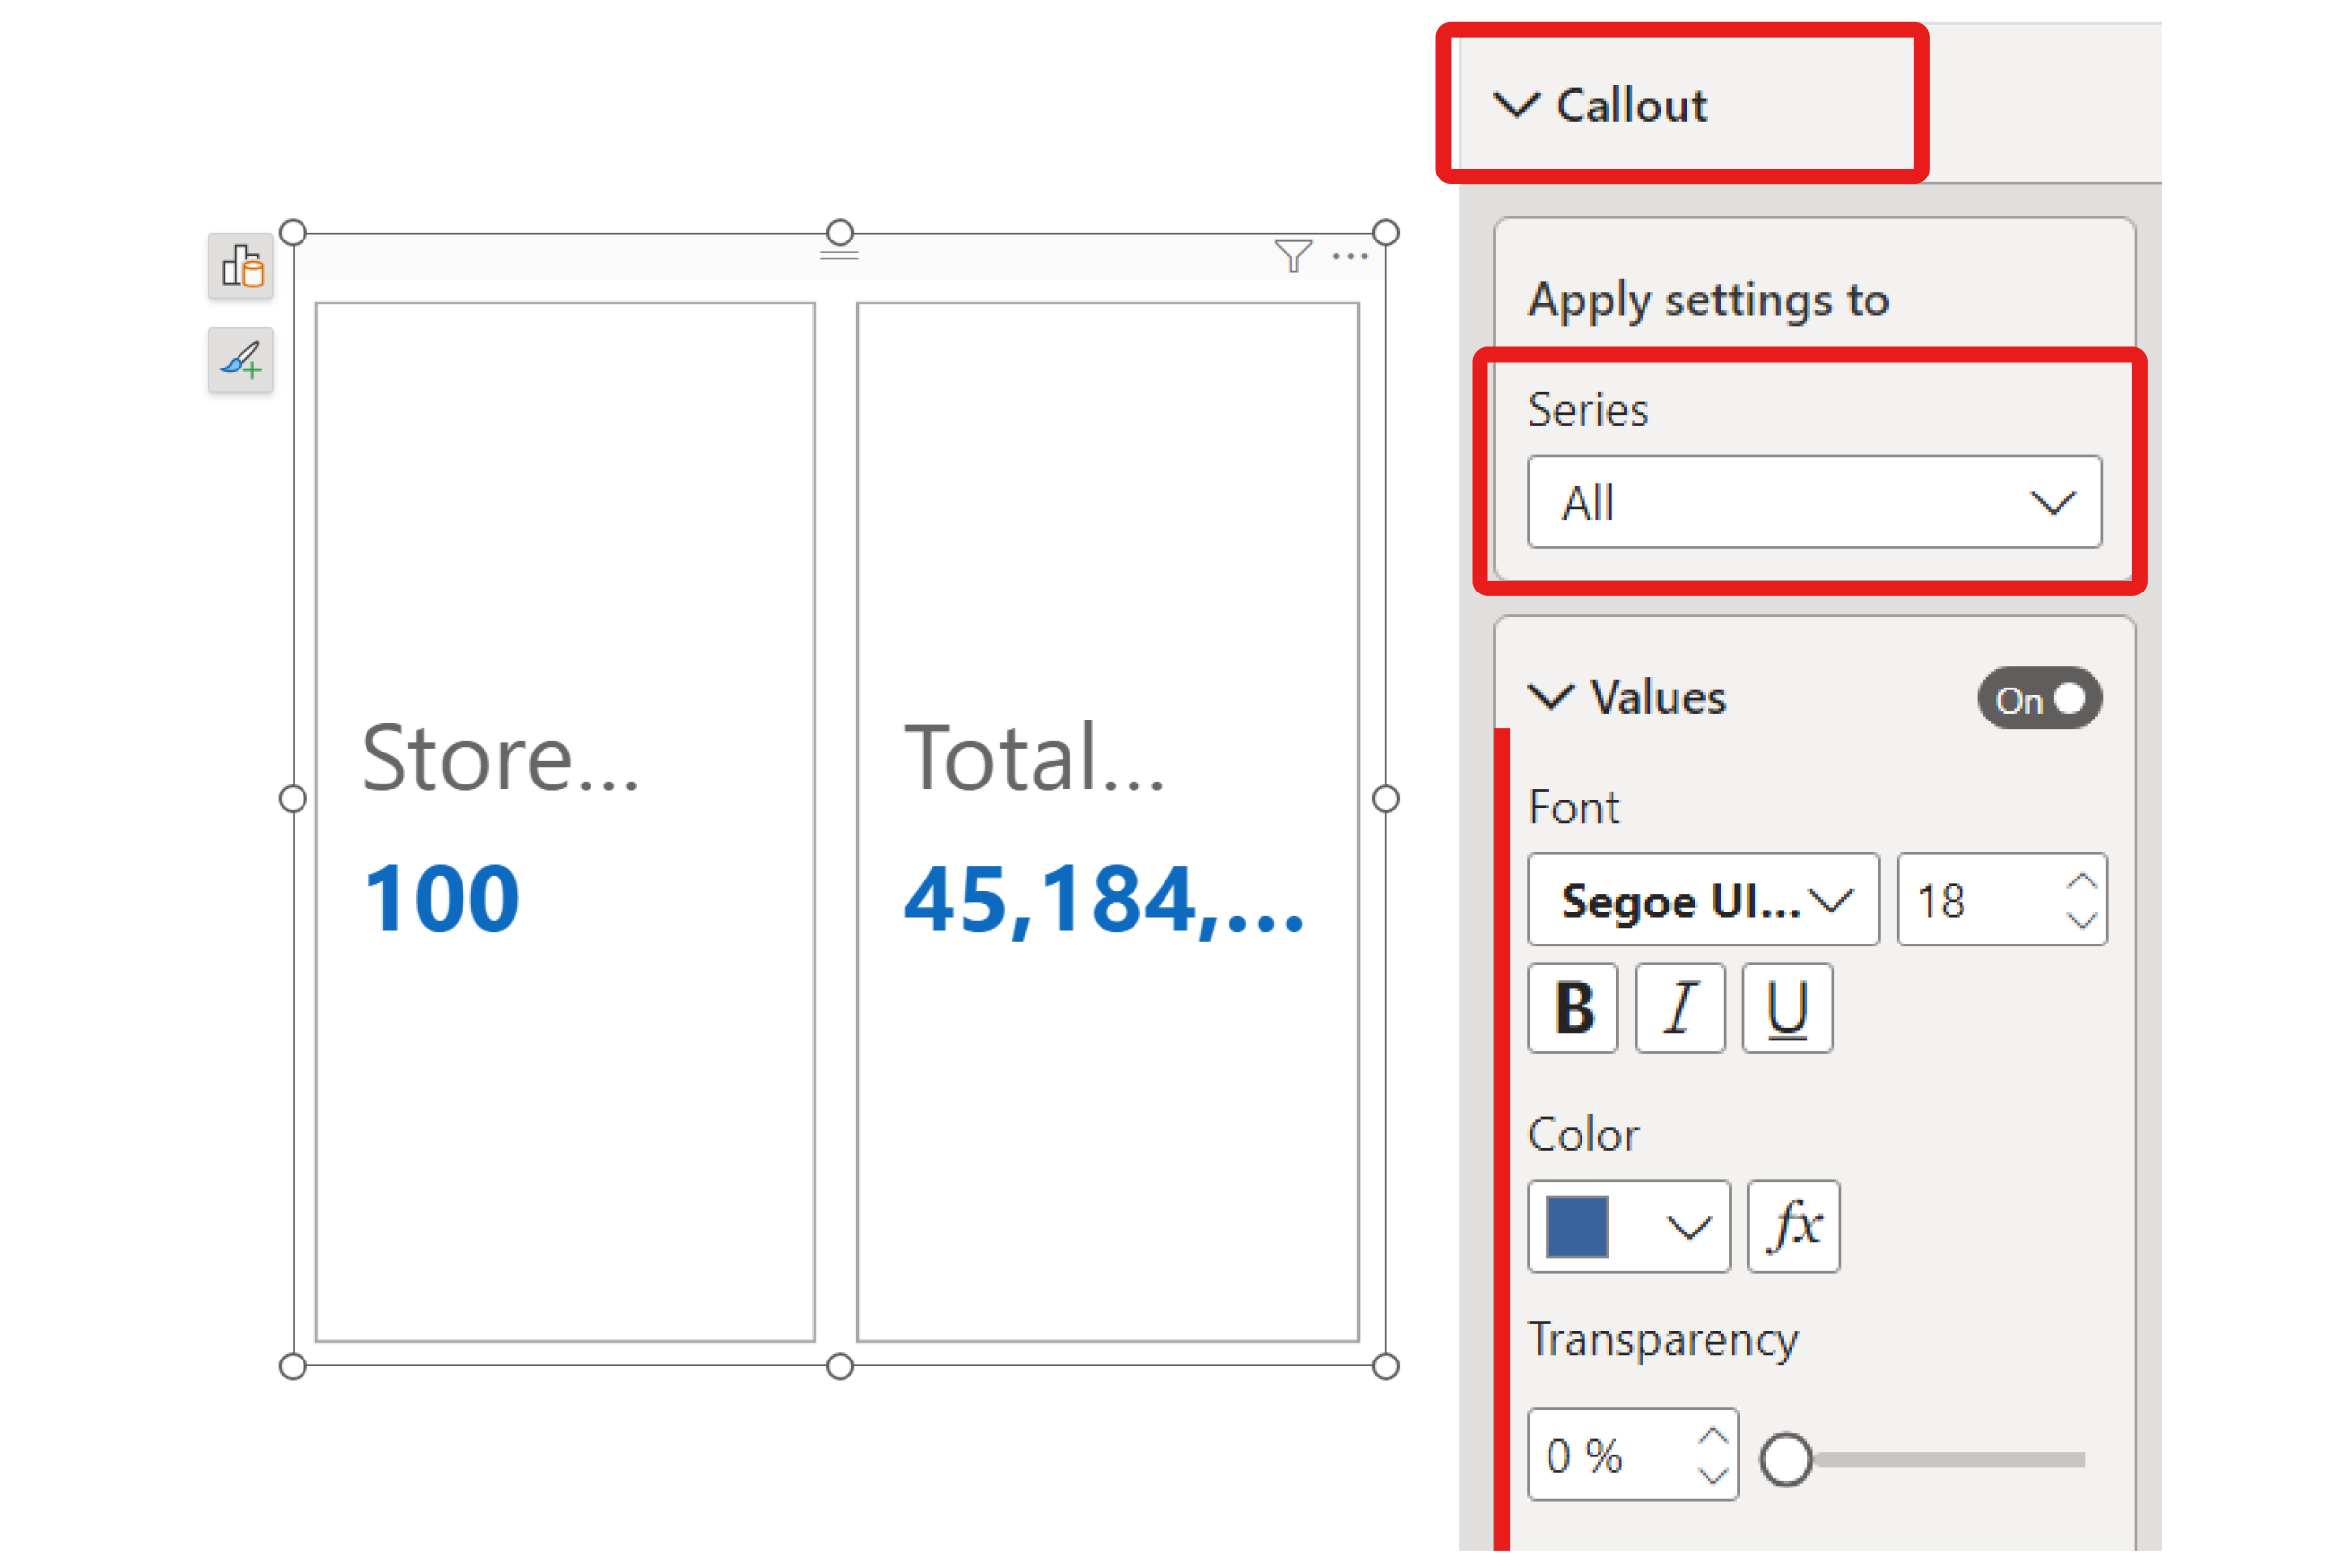 Store...
100
Total...
45,184,...
Callout
Apply settings to
Series
All
Values
On
Font
Segoe UI...
18
B I U
Color
fx
Transparency
0 %